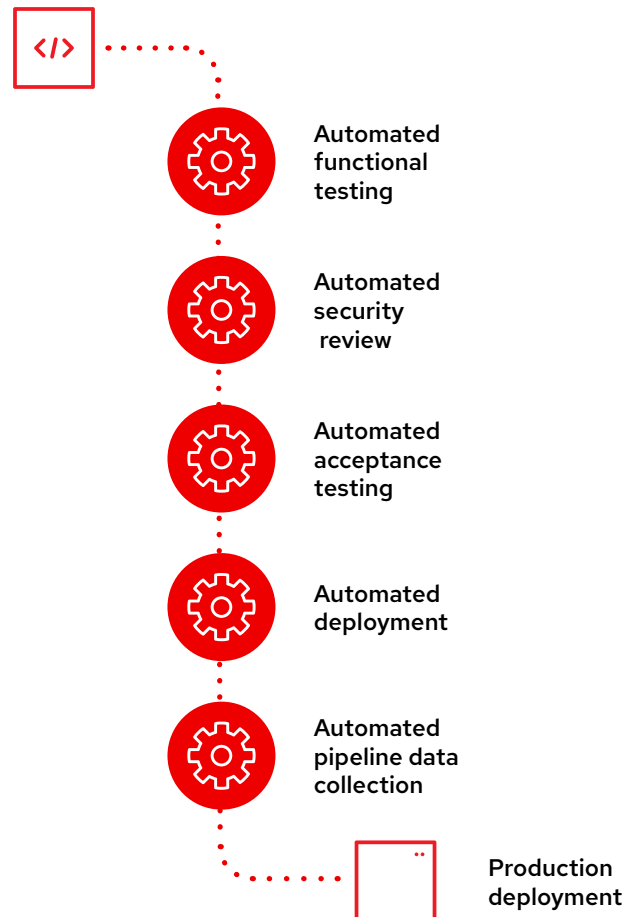 </>
Automated
functional
testing
Automated
security
review
Automated
acceptance
testing
Automated
deployment
Automated
pipeline data
collection
Production
deployment